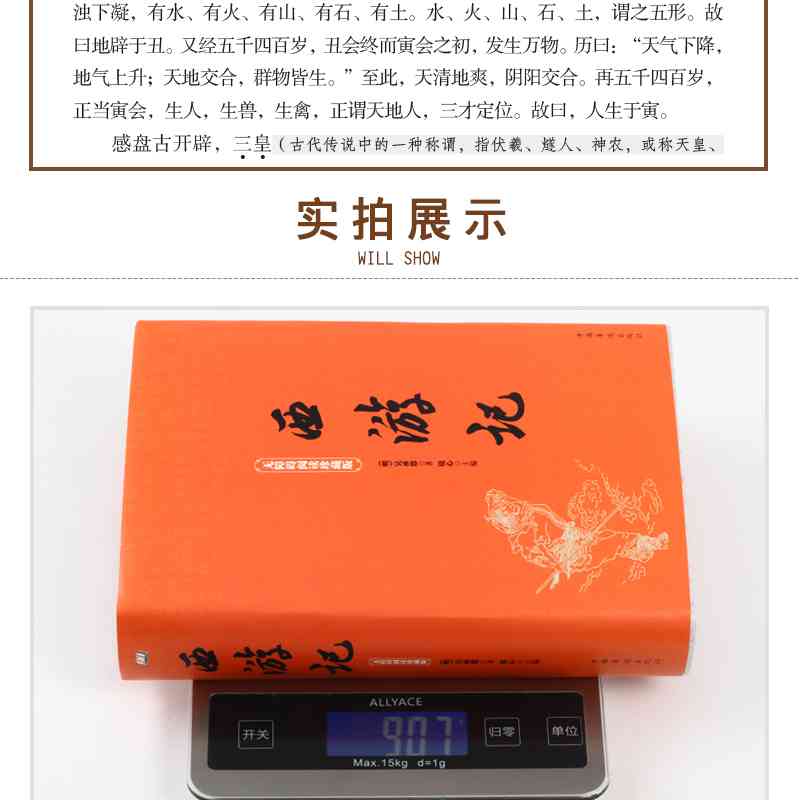 浊下凝，有水、有火、有山、有石、有土。水、火、山、石、土，谓之五形。故
曰地辟于丑。又经五千四百岁，丑会终而寅会之初，发生万物。历曰：“天气下降，
地气上升；天地交合，群物皆生。”至此，天清地爽，阴阳交合。再五千四百岁，
正当寅会，生人，生兽，生禽，正谓天地人，三才定位。故曰，人生于寅。
感盘古开辟，三皇（古代传说中的一种称谓，指伏羲、燧人、神农，或称天皇、
实拍展示
WILL SHOW
西游记
无障碍阅读珍藏版
西游记
ALLYACE
开关
907
归零
单位
Max.15kg d=1g